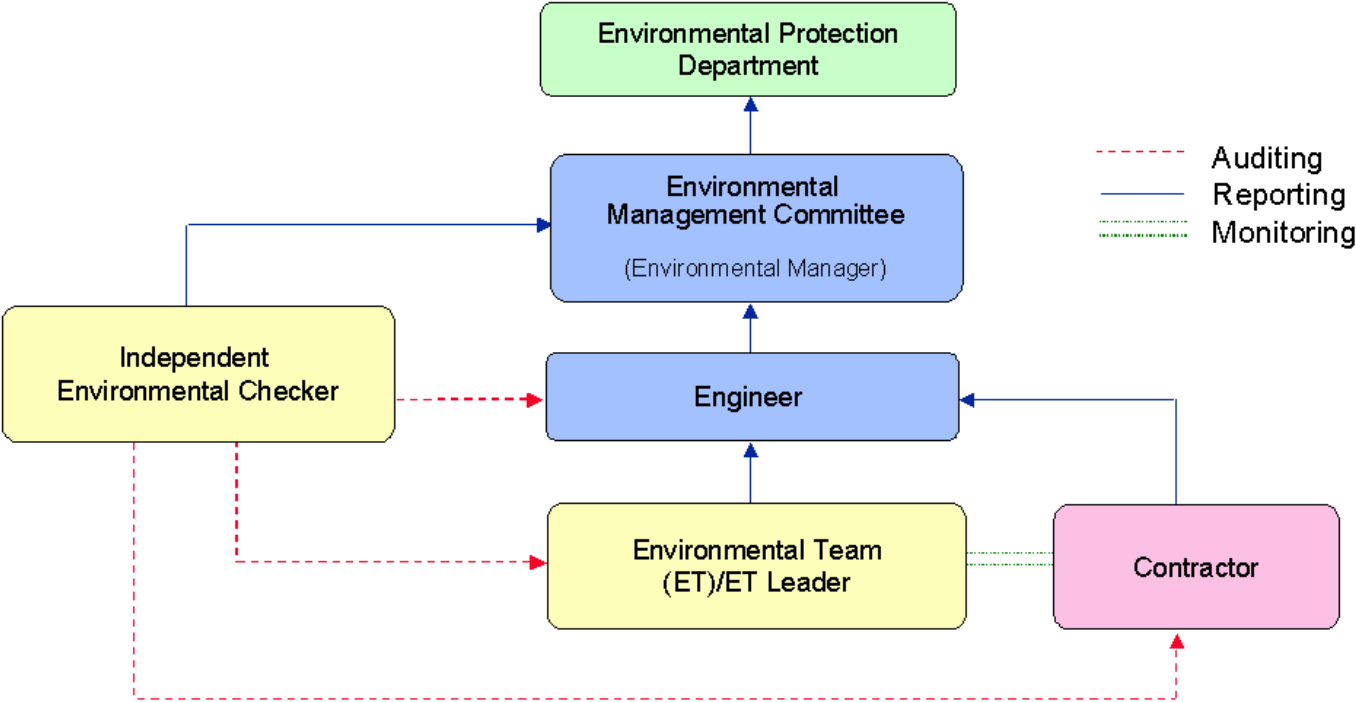 Environmental Protection
Department
Environmental
Management Committee
(Environmental Manager)
Auditing
Reporting
Monitoring
Independent
Environmental Checker
Engineer
Environmental Team
(ET)/ET Leader
Contractor